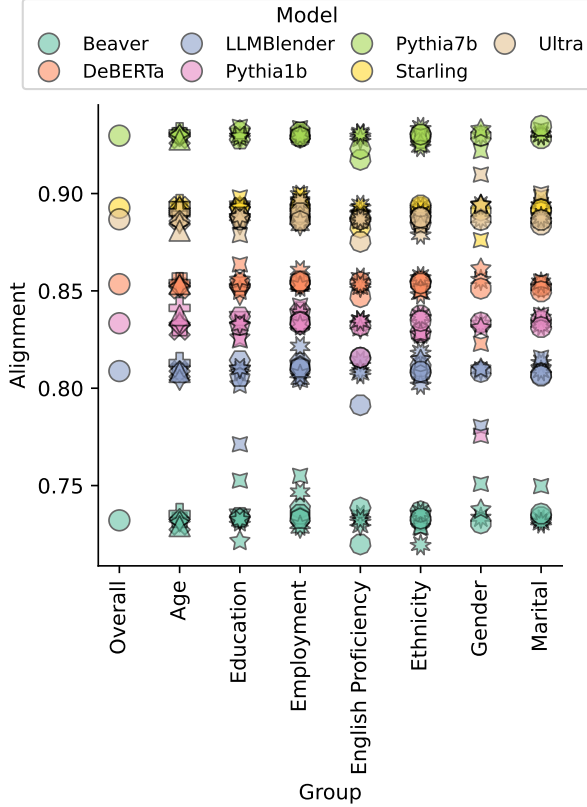 Model
Beaver LLMBlender Pythia7b Ultra
DeBERTa Pythia1b Starling
Alignment
0.90
0.85
0.80
0.75
Overall
Age
Education
Employment
English Proficiency
Ethnicity
Gender
Marital
Group